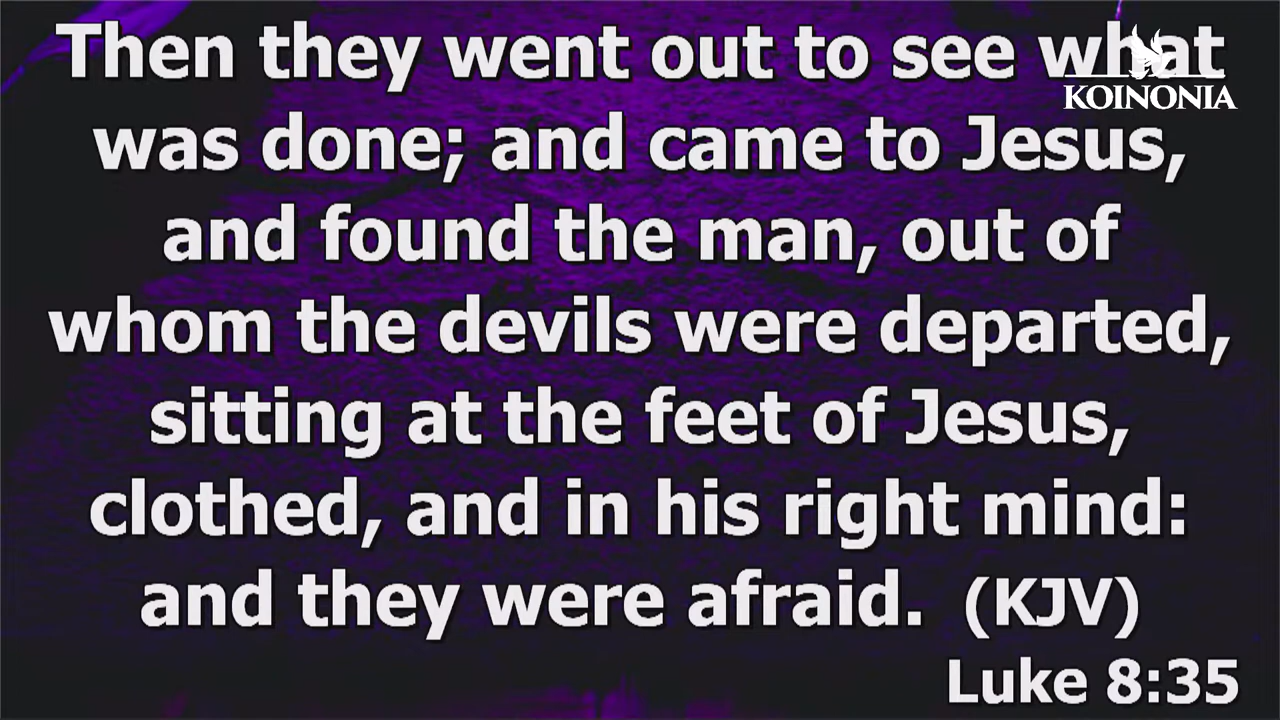 Then they went out to see what
KOINONIA
was done; and came to Jesus,
and found the man, out of
whom the devils were departed,
sitting at the feet of Jesus,
clothed, and in his right mind:
and they were afraid. (KJV)
Luke 8:35